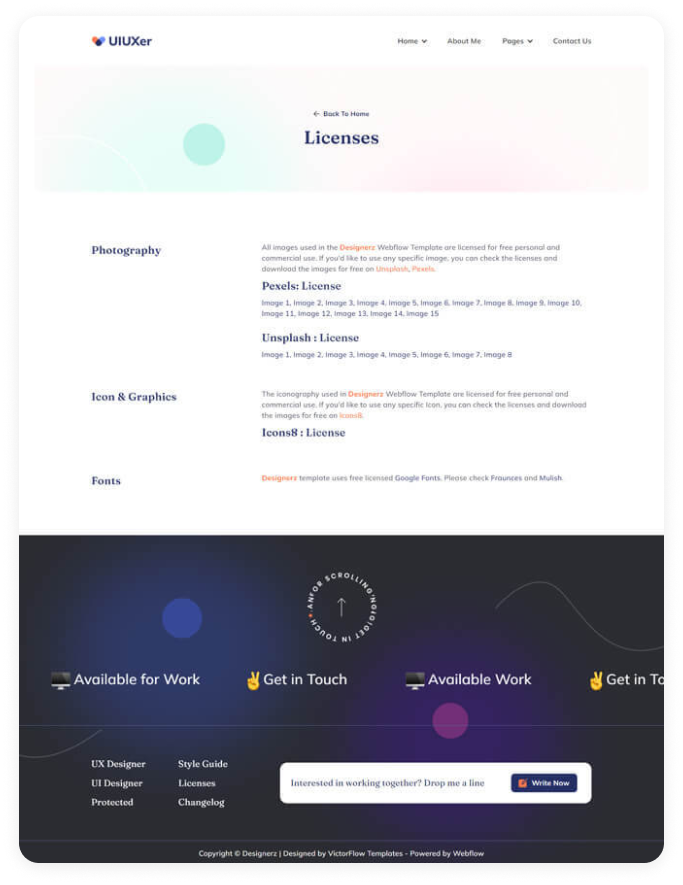 UIUXer
Home About Me Pages Contact Us
← Back To Home
Licenses
Photography
All images used in the Designerz Webflow Template are licensed for free personal and
commercial use. If you'd like to use any specific image, you can check the licenses and
download the images for free on Unsplash, Pexels.
Pexels: License
Image 1, Image 2, Image 3, Image 4, Image 5, Image 6, Image 7, Image 8, Image 9, Image 10,
Image 11, Image 12, Image 13, Image 14, Image 15
Unsplash : License
Image 1, Image 2, Image 3, Image 4, Image 5, Image 6, Image 7, Image 8
Icon & Graphics
The iconography used in Designerz Webflow Template are licensed for free personal and
commercial use. If you'd like to use any specific Icon, you can check the licenses and download
the images for free on Icons8.
Icons8 : License
Fonts
Designerz template uses free licensed Google Fonts. Please check Fraunces and Mulish.
SCROLLING
GET IN TOUCH
Available for Work Get in Touch Available Work Get in To
UX Designer Style Guide
UI Designer Licenses
Protected Changelog
Interested in working together? Drop me a line Write Now
Copyright © Designerz | Designed by VictorFlow Templates - Powered by Webflow